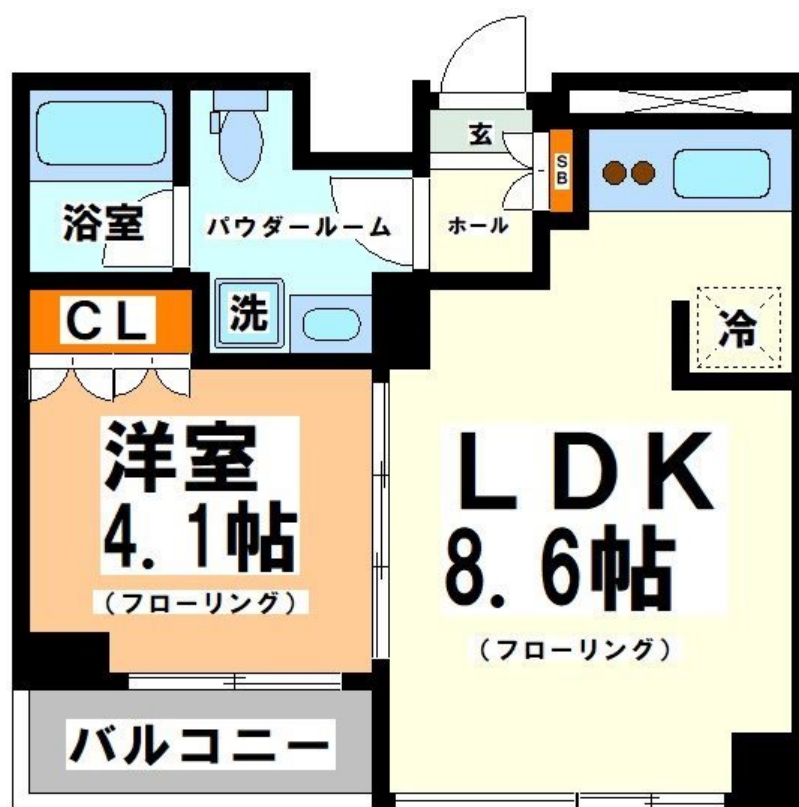 玄
SB
浴室
パウダールーム
ホール
CL
洗
冷
洋室
4.1帖
(フローリング)
LDK
8.6帖
(フローリング)
バルコニー